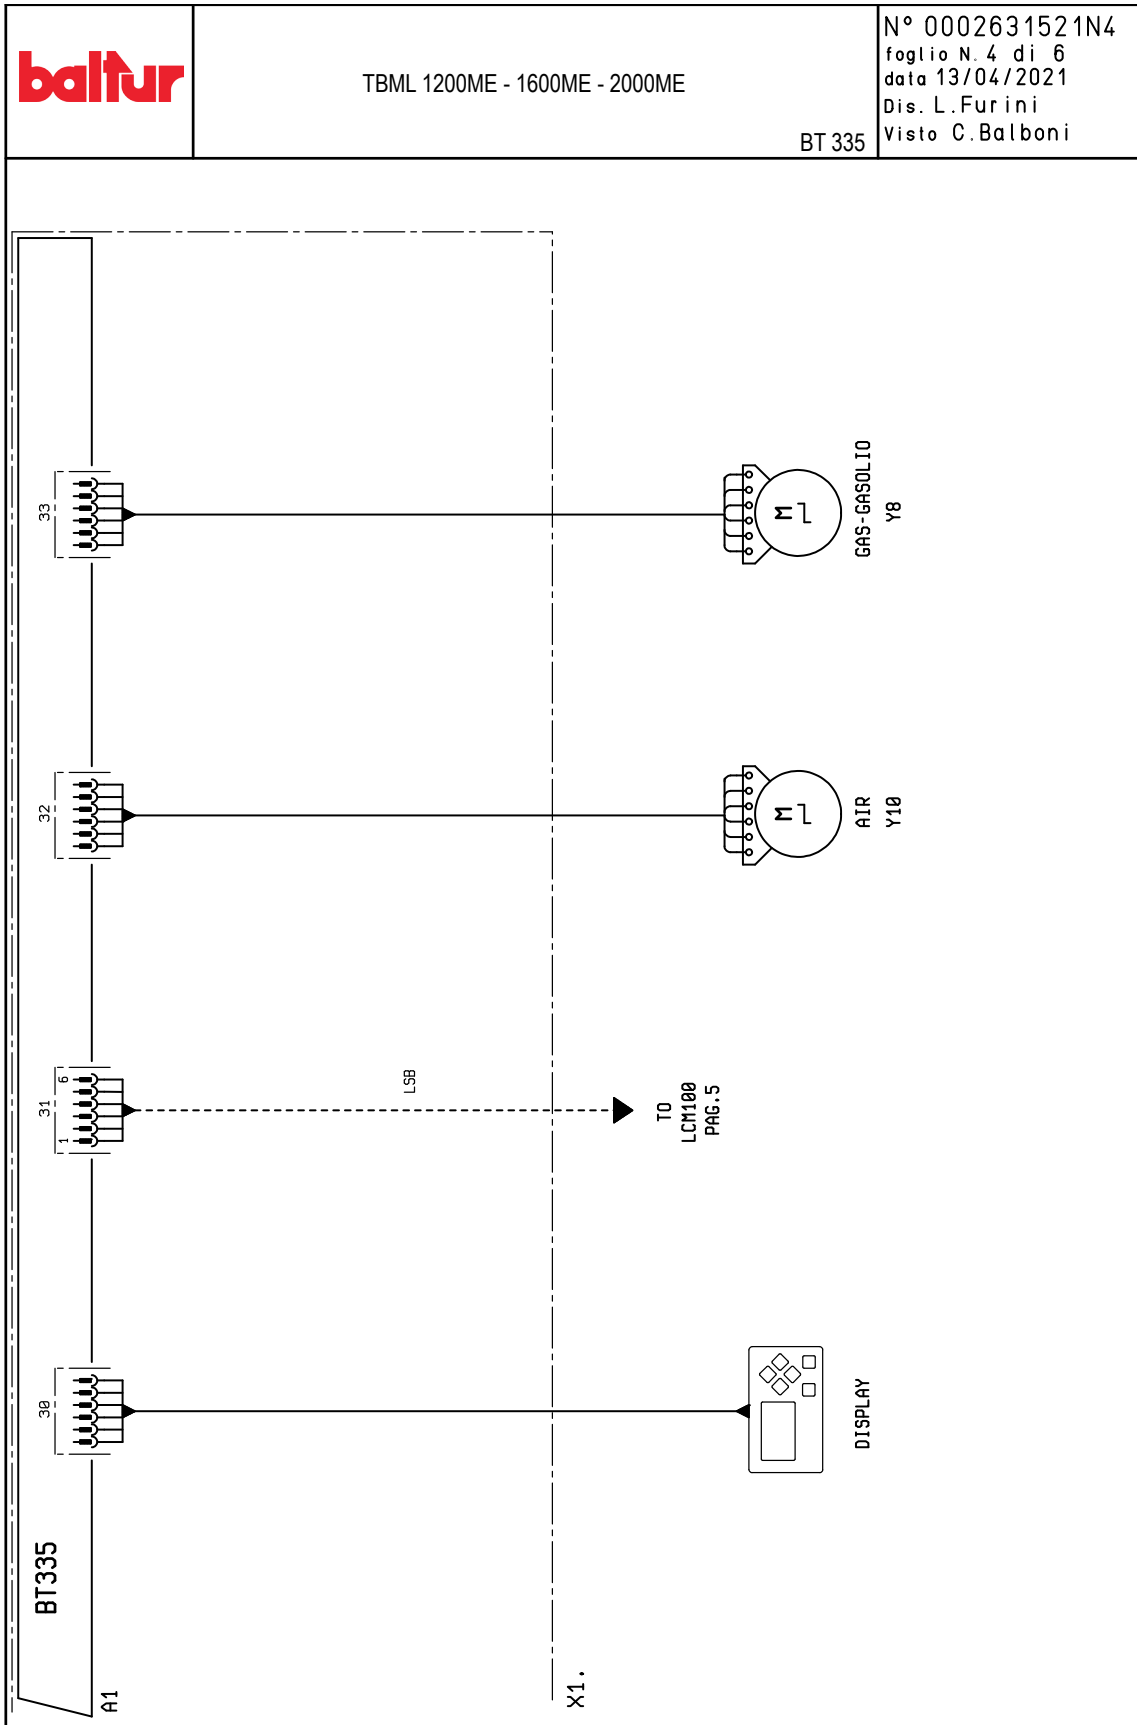 baltur
TBML 1200ME - 1600ME - 2000ME
BT 335
N° 0002631521N4
foglio N. 4 di 6
data 13/04/2021
Dis. L.Furini
Visto C.Balboni
33
GAS-GASOLIO
Y8
32
AIR
Y10
31
1
6
LSB
TO
LCM100
PAG.5
30
DISPLAY
BT335
A1
X1.
M
M